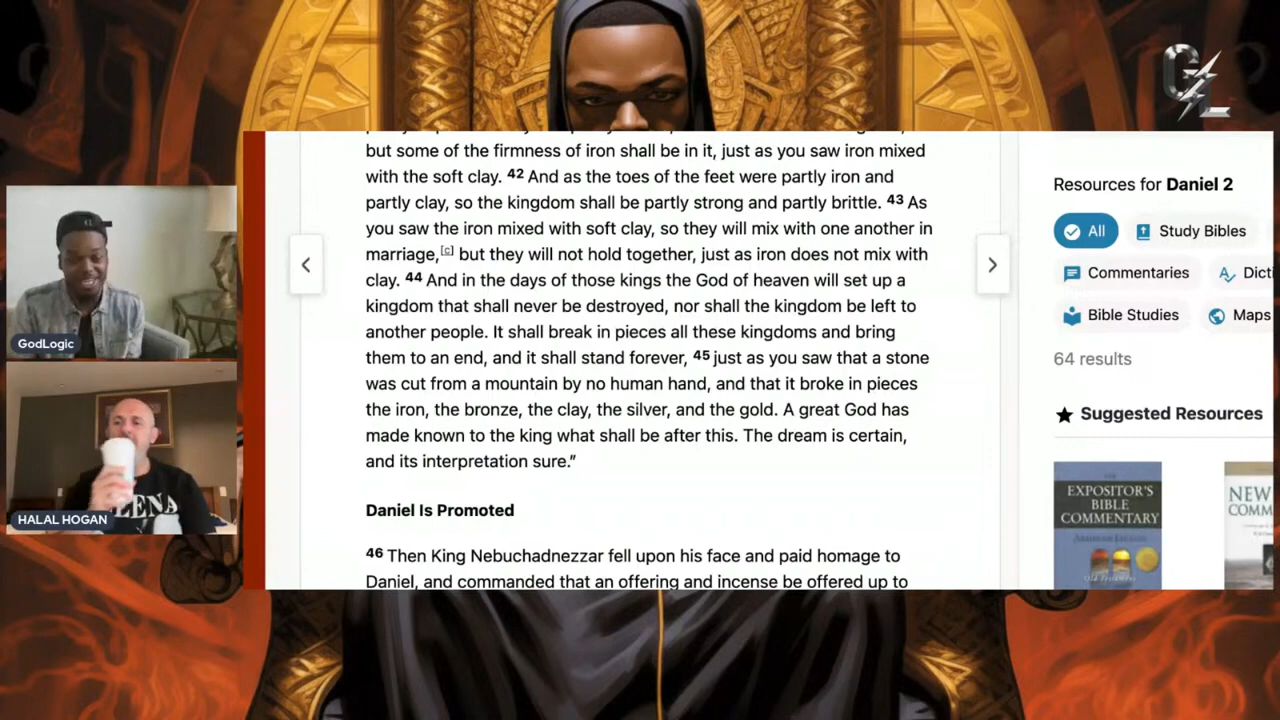 but some of the firmness of iron shall be in it, just as you saw iron mixed
with the soft clay. 42 And as the toes of the feet were partly iron and
partly clay, so the kingdom shall be partly strong and partly brittle. 43 As
you saw the iron mixed with soft clay, so they will mix with one another in
marriage,[c] but they will not hold together, just as iron does not mix with
clay. 44 And in the days of those kings the God of heaven will set up a
kingdom that shall never be destroyed, nor shall the kingdom be left to
another people. It shall break in pieces all these kingdoms and bring
them to an end, and it shall stand forever, 45 just as you saw that a stone
was cut from a mountain by no human hand, and that it broke in pieces
the iron, the bronze, the clay, the silver, and the gold. A great God has
made known to the king what shall be after this. The dream is certain,
and its interpretation sure.”
Daniel Is Promoted
46 Then King Nebuchadnezzar fell upon his face and paid homage to
Daniel, and commanded that an offering and incense be offered up to
Resources for Daniel 2
All
Study Bibles
Commentaries
Dicti
Bible Studies
Maps
64 results
Suggested Resources
EXPOSITOR'S
BIBLE
COMMENTARY
Old Testament
NEW
COMM
GodLogic
HALAL HOGAN
GL